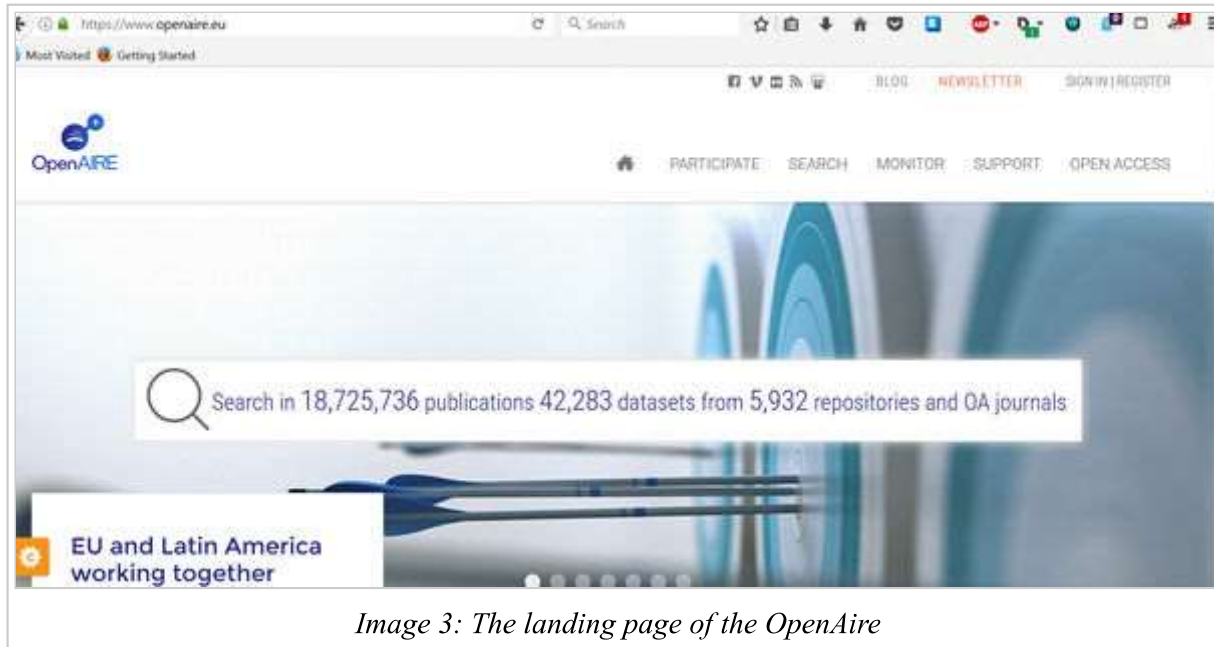 https://www.openaire.eu
Search
Most Visited Getting Started
BLOG NEWSLETTER SIGN IN | REGISTER
OpenAIRE
PARTICIPATE SEARCH MONITOR SUPPORT OPEN ACCESS
Search in 18,725,736 publications 42,283 datasets from 5,932 repositories and OA journals
EU and Latin America
working together
Image 3: The landing page of the OpenAire